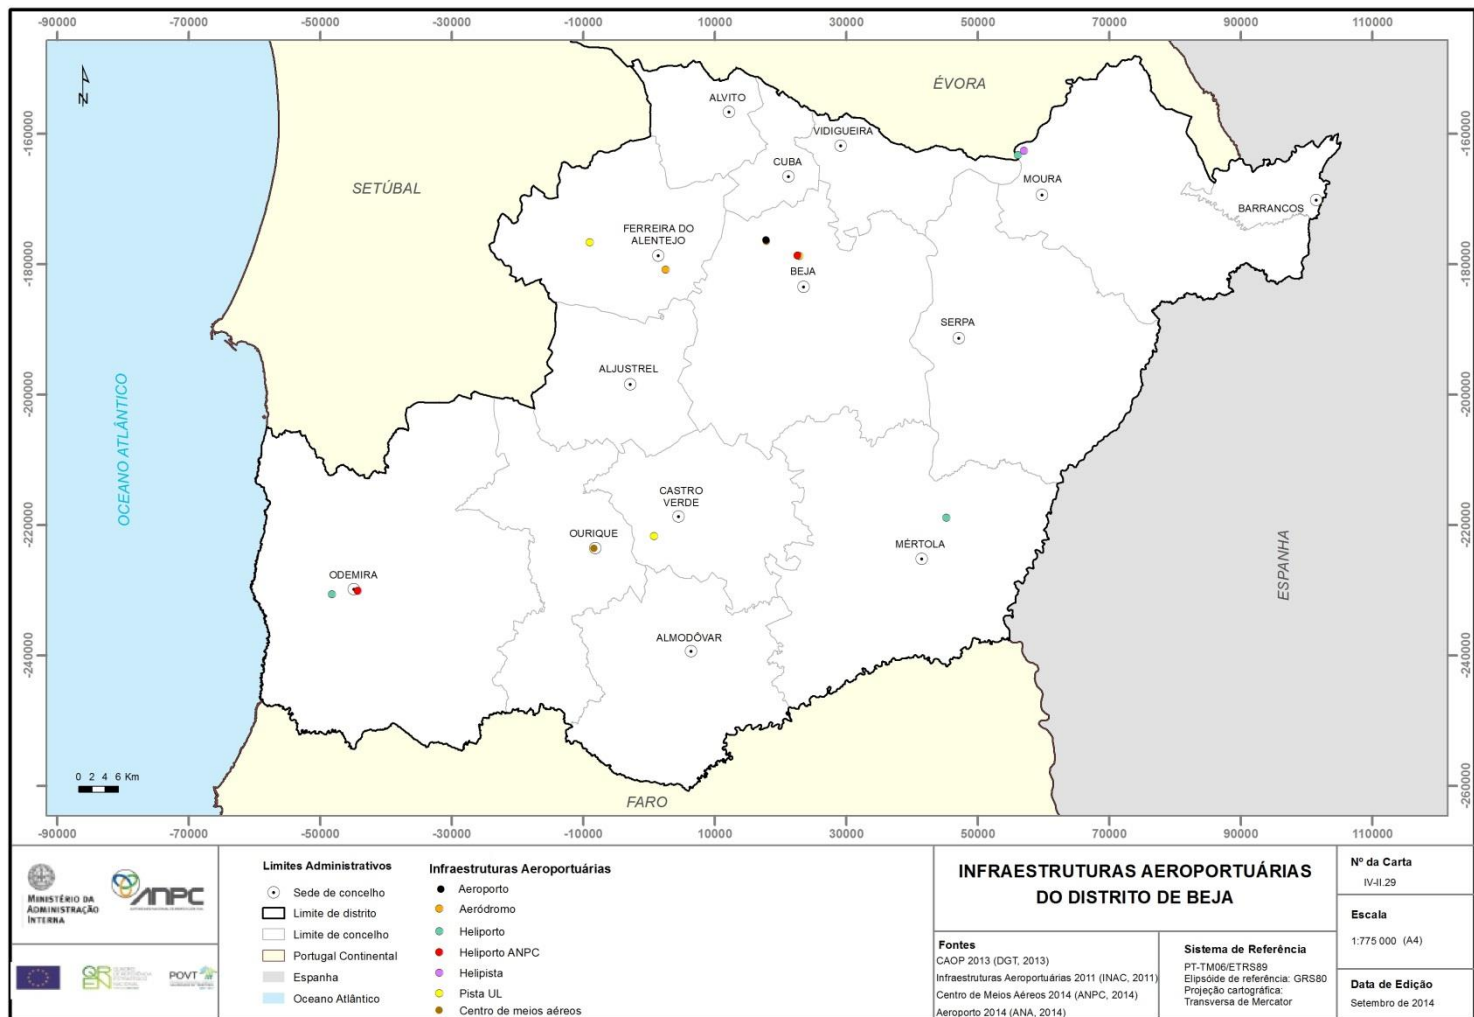 -90000 -70000 -50000 -30000 -10000 10000 30000 50000 70000 90000 110000
N
-160000 -180000 -200000 -220000 -240000 -260000
-160000 -180000 -200000 -220000 -240000 -260000
ÉVORA
ALVITO
VIDIGUEIRA
CUBA
MOURA
BARRANCOS
SETÚBAL
FERREIRA DO
ALENTEJO
BEJA
SERPA
ALJUSTREL
OCEANO ATLÂNTICO
CASTRO
VERDE
OURIQUE
MÉRTOLA
ODEMIRA
ALMODÔVAR
ESPANHA
FARO
0 2 4 6 Km
-90000 -70000 -50000 -30000 -10000 10000 30000 50000 70000 90000 110000
MINISTÉRIO DA
ADMINISTRAÇÃO
INTERNA
ANPC
QREN
POVT
Limites Administrativos
Sede de concelho
Limite de distrito
Limite de concelho
Portugal Continental
Espanha
Oceano Atlântico
Infraestruturas Aeroportuárias
Aeroporto
Aeródromo
Heliporto
Heliporto ANPC
Helipista
Pista UL
Centro de meios aéreos
INFRAESTRUTURAS AEROPORTUÁRIAS
DO DISTRITO DE BEJA
Fontes
CAOP 2013 (DGT, 2013)
Infraestruturas Aeroportuárias 2011 (INAC, 2011)
Centro de Meios Aéreos 2014 (ANPC, 2014)
Aeroporto 2014 (ANA, 2014)
Sistema de Referência
PT-TM06/ETRS89
Elipsóide de referência: GRS80
Projeção cartográfica:
Transversa de Mercator
Nº da Carta
IV-II.29
Escala
1:775 000 (A4)
Data de Edição
Setembro de 2014